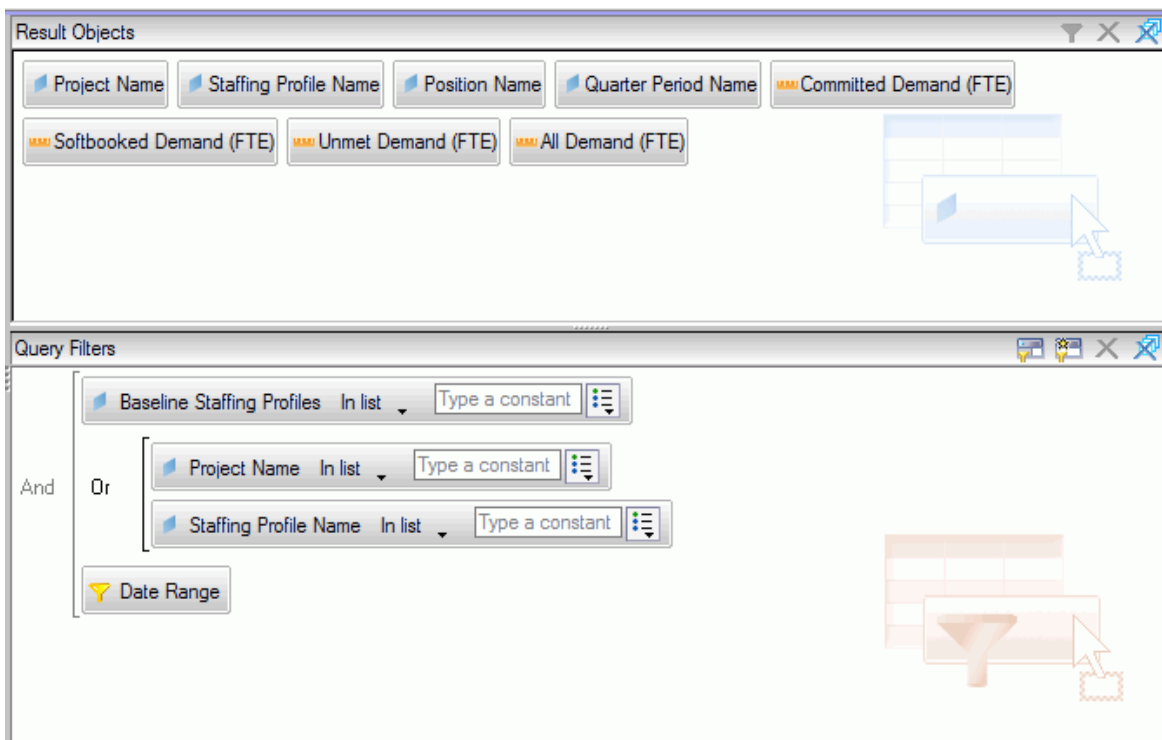 Result Objects
Project Name Staffing Profile Name Position Name Quarter Period Name Committed Demand (FTE)
Softbooked Demand (FTE) Unmet Demand (FTE) All Demand (FTE)
Query Filters
Baseline Staffing Profiles In list Type a constant
And Or
Project Name In list Type a constant
Staffing Profile Name In list Type a constant
Date Range